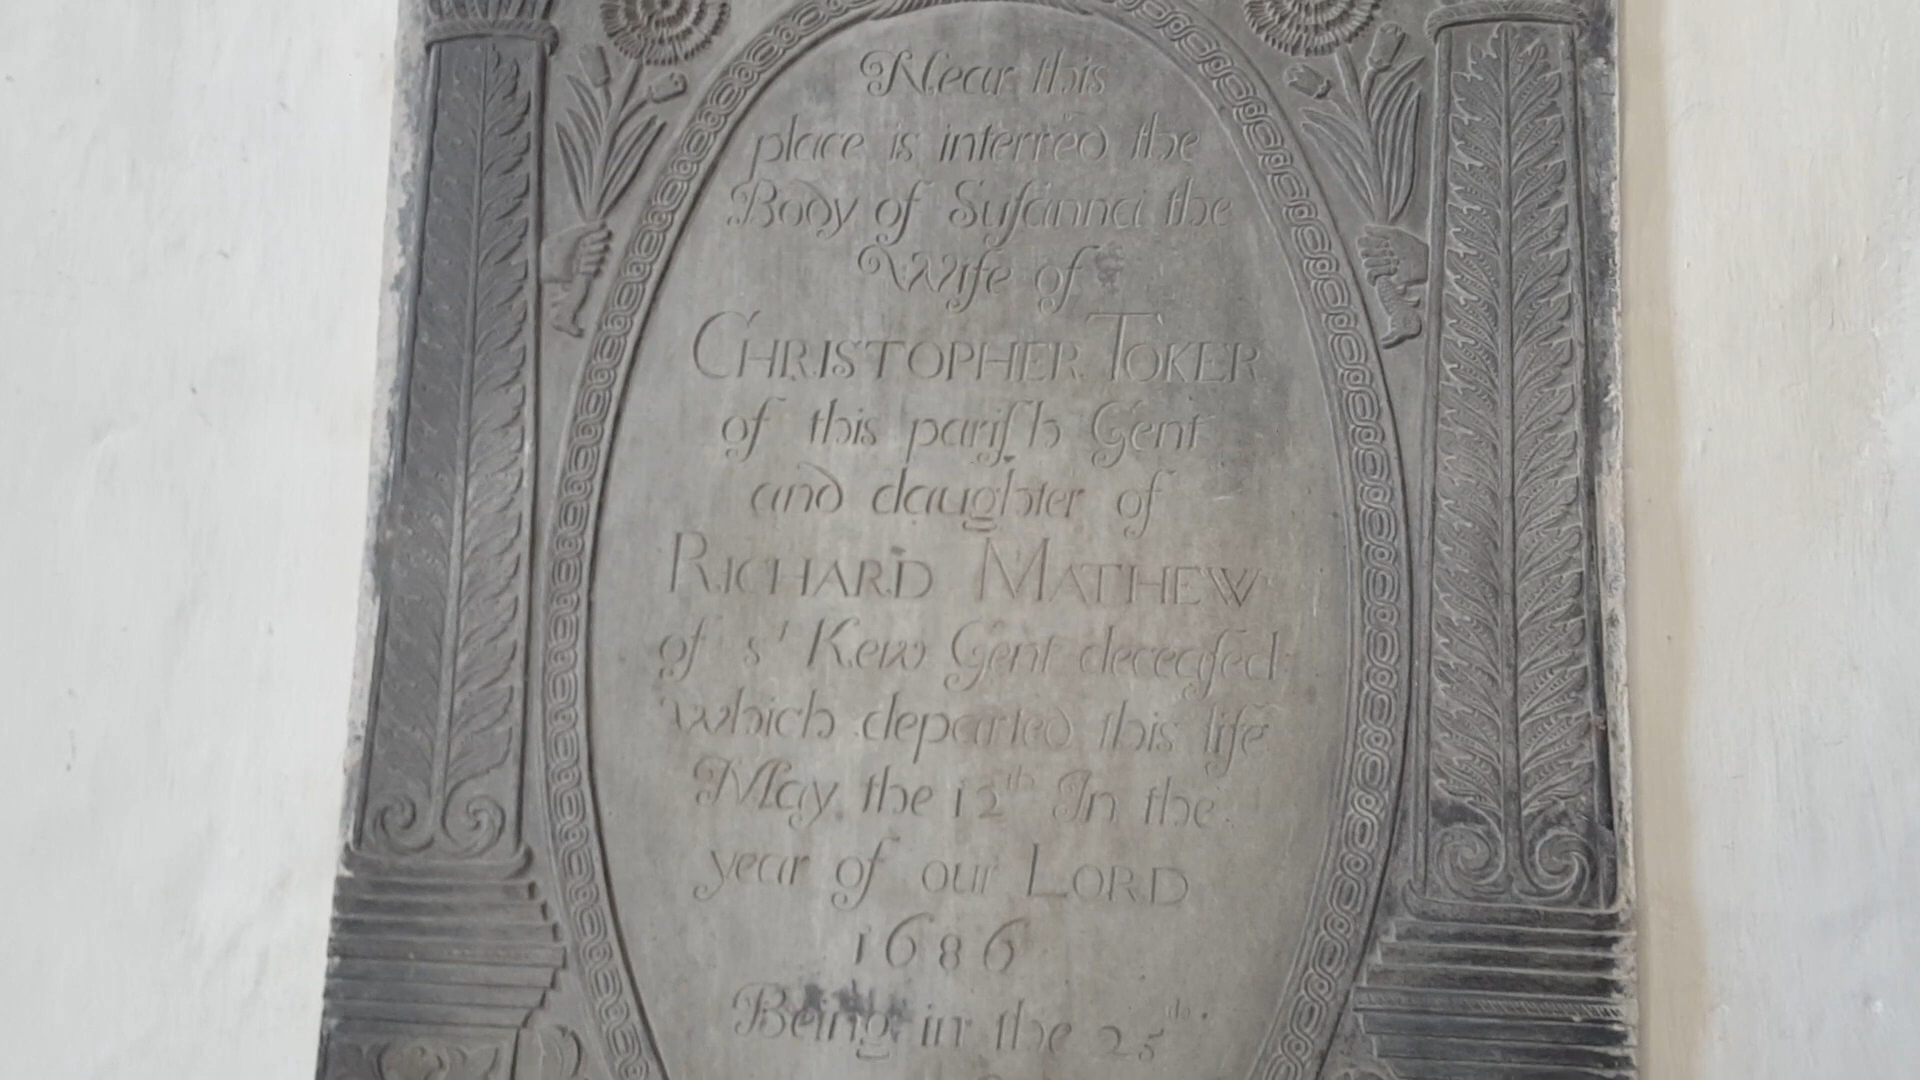 Near this
place is interred the
Body of Suſanna the
Wife of
CHRISTOPHER TOKER
of this pariſh Gent
and daughter of
RICHARD MATHEW
of sᵗ Kew Gent deceaſed
which departed this life
May the 12ᵗʰ In the
year of our LORD
1686
Being in the 25ᵗʰ